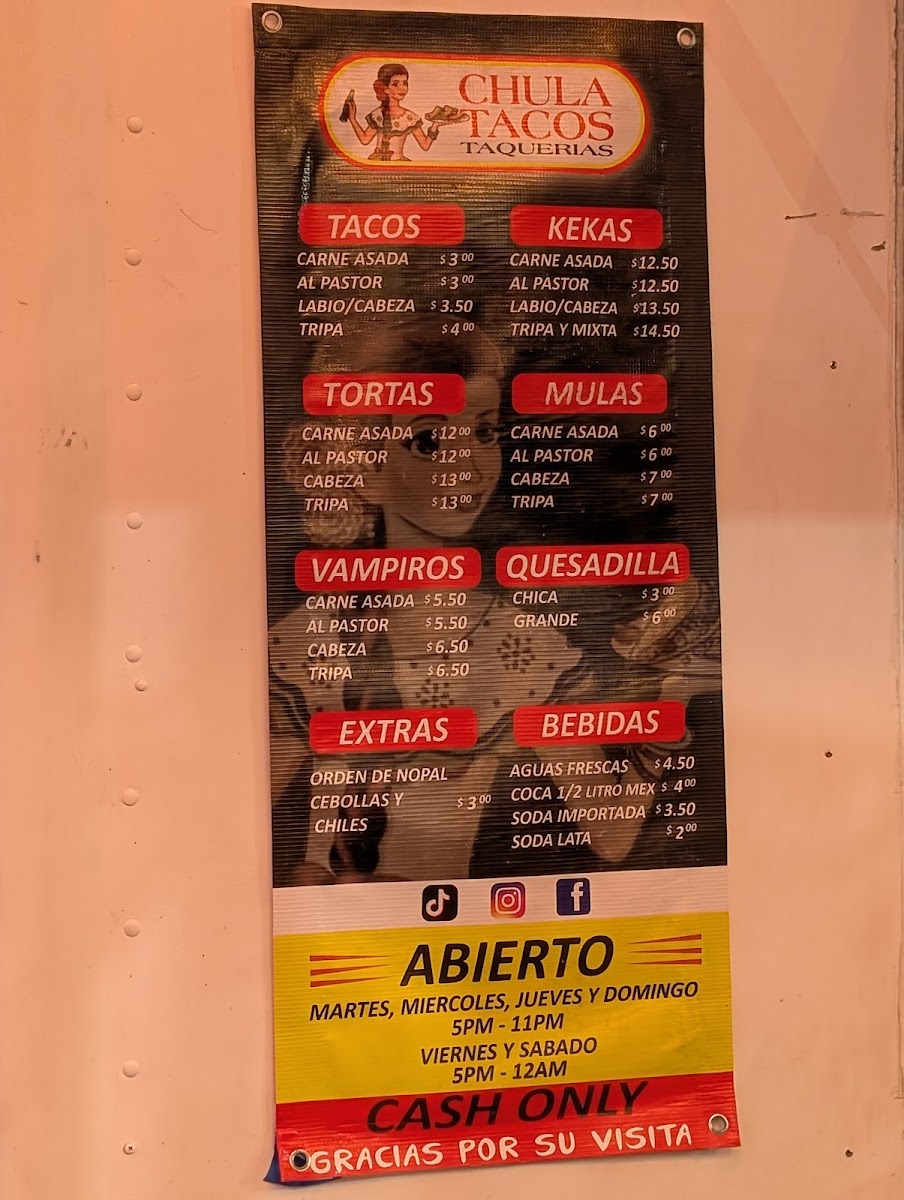 CHULA
TACOS
TAQUERIAS
TACOS
CARNE ASADA $3.00
AL PASTOR $3.00
LABIO/CABEZA $3.50
TRIPA $4.00
KEKAS
CARNE ASADA $12.50
AL PASTOR $12.50
LABIO/CABEZA $13.50
TRIPA Y MIXTA $14.50
TORTAS
CARNE ASADA $12.00
AL PASTOR $12.00
CABEZA $13.00
TRIPA $13.00
MULAS
CARNE ASADA $6.00
AL PASTOR $6.00
CABEZA $7.00
TRIPA $7.00
VAMPIROS
CARNE ASADA $5.50
AL PASTOR $5.50
CABEZA $6.50
TRIPA $6.50
QUESADILLA
CHICA $3.00
GRANDE $6.00
EXTRAS
ORDEN DE NOPAL
CEBOLLAS Y $3.00
CHILES
BEBIDAS
AGUAS FRESCAS $4.50
COCA 1/2 LITRO MEX $4.00
SODA IMPORTADA $3.50
SODA LATA $2.00
ABIERTO
MARTES, MIERCOLES, JUEVES Y DOMINGO
5PM - 11PM
VIERNES Y SABADO
5PM - 12AM
CASH ONLY
GRACIAS POR SU VISITA